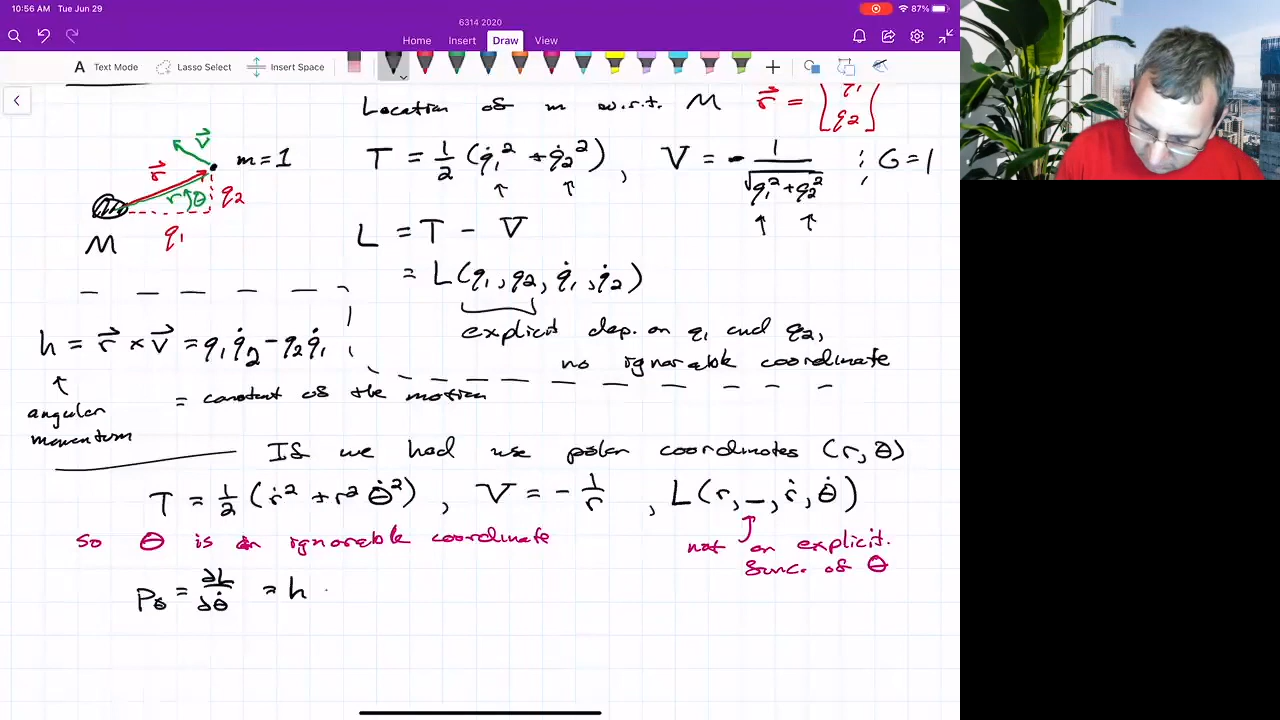 10:56 AM Tue Jun 29
87%
6314 2020
Home Insert Draw View
Text Mode Lasso Select Insert Space
Location of m w.r.t. M r⃗ = [q₁ q₂]
v⃗
r⃗
m=1
r θ
q₂
q₁
M
T = 1/2 (q̇₁² + q̇₂²) , V = - 1/√(q₁²+q₂²) ; G=1
L = T - V
= L(q₁, q₂, q̇₁, q̇₂)
explicit dep. on q₁ and q₂,
no ignorable coordinate
h = r⃗ × v⃗ = q₁q̇₂ - q₂q̇₁
= constant of the motion
angular
momentum
If we had use polar coordinates (r, θ)
T = 1/2 (ṙ² + r² θ̇²) , V = - 1/r , L(r, _, ṙ, θ̇)
so θ is an ignorable coordinate
not an explicit
func. of θ
p_θ = ∂L/∂θ̇ = h